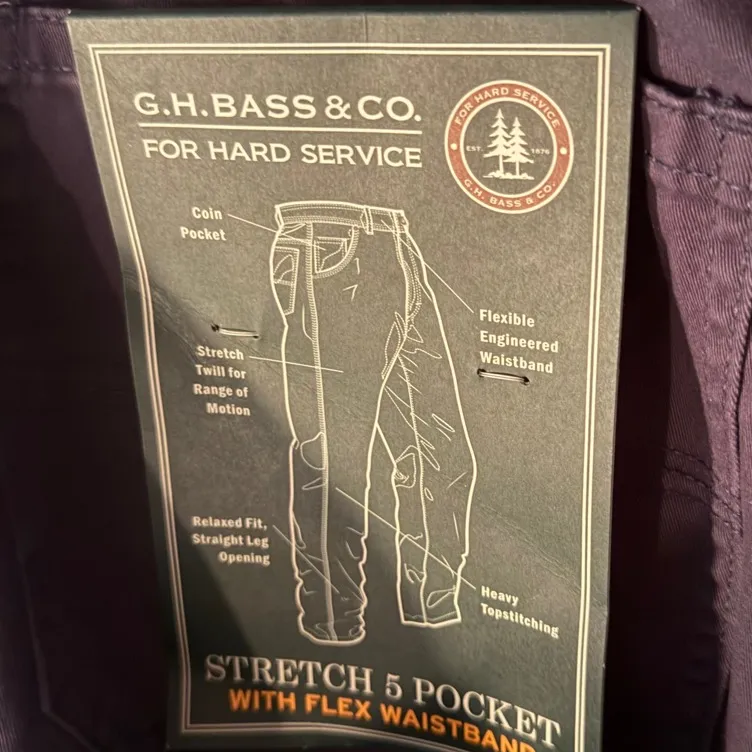 G.H.BASS & CO.
FOR HARD SERVICE
FOR HARD SERVICE
EST. 1876
G.H. BASS & CO.
Coin
Pocket
Flexible
Engineered
Waistband
Stretch
Twill for
Range of
Motion
Relaxed Fit,
Straight Leg
Opening
Heavy
Topstitching
STRETCH 5 POCKET
WITH FLEX WAISTBAND